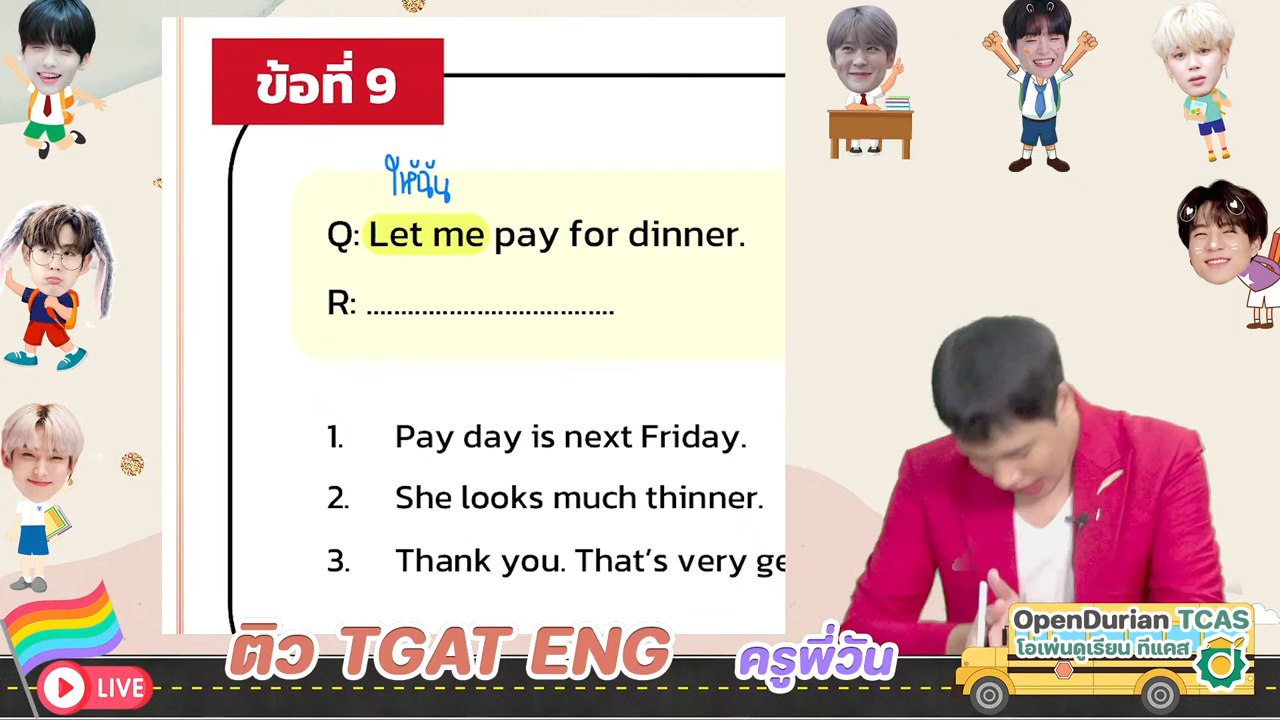 ข้อที่ 9
ให้ฉัน
Q: Let me pay for dinner.
R: ....................................
1. Pay day is next Friday.
2. She looks much thinner.
3. Thank you. That's very ge
ติว TGAT ENG ครูพี่วัน
OpenDurian TCAS
โอเพ่นดูเรียน ทีแคส
LIVE